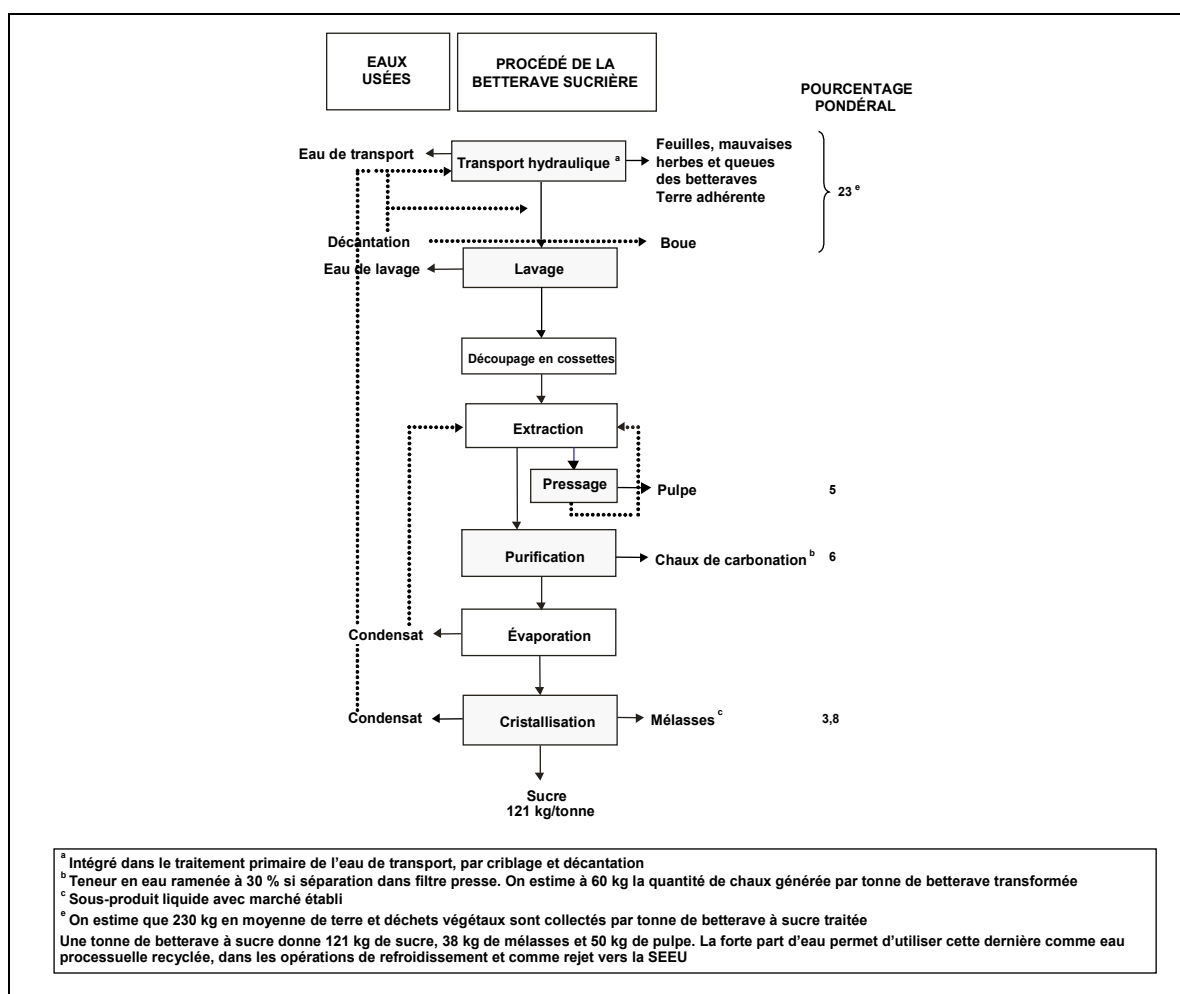 EAUX
USÉES
PROCÉDÉ DE LA
BETTERAVE SUCRIÈRE
POURCENTAGE
PONDÉRAL
Eau de transport
Transport hydraulique a
Feuilles, mauvaises
herbes et queues
des betteraves
Terre adhérente
23 e
Décantation
Boue
Eau de lavage
Lavage
Découpage en cossettes
Extraction
Pressage
Pulpe
5
Purification
Chaux de carbonation b
6
Condensat
Évaporation
Condensat
Cristallisation
Mélasses c
3,8
Sucre
121 kg/tonne
a Intégré dans le traitement primaire de l'eau de transport, par criblage et décantation
b Teneur en eau ramenée à 30 % si séparation dans filtre presse. On estime à 60 kg la quantité de chaux générée par tonne de betterave transformée
c Sous-produit liquide avec marché établi
e On estime que 230 kg en moyenne de terre et déchets végétaux sont collectés par tonne de betterave à sucre traitée
Une tonne de betterave à sucre donne 121 kg de sucre, 38 kg de mélasses et 50 kg de pulpe. La forte part d'eau permet d'utiliser cette dernière comme eau
processuelle recyclée, dans les opérations de refroidissement et comme rejet vers la SEEU